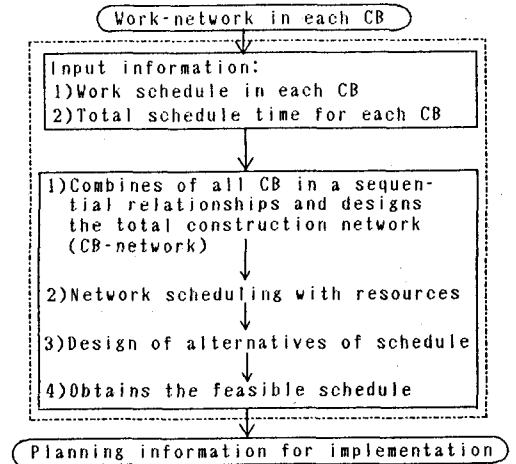 Work-network in each CB
Input information:
1)Work schedule in each CB
2)Total schedule time for each CB
1)Combines of all CB in a sequen-
tial relationships and designs
the total construction network
(CB-network)
2)Network scheduling with resources
3)Design of alternatives of schedule
4)Obtains the feasible schedule
Planning information for implementation